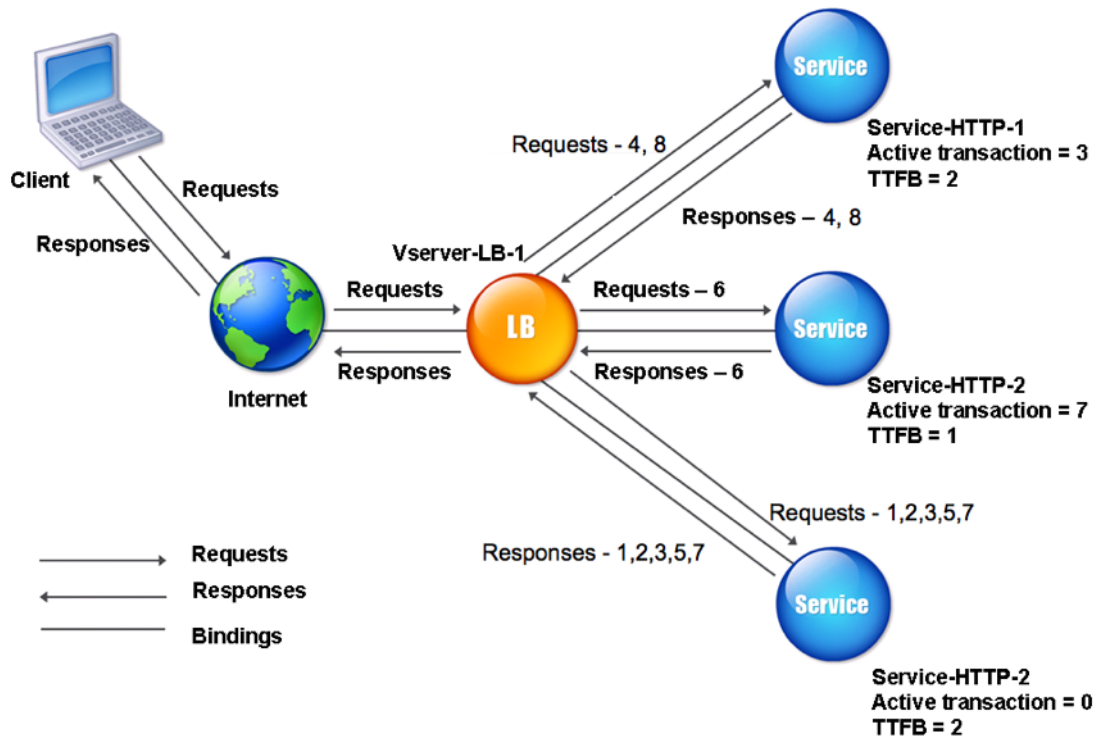 Service
Service-HTTP-1
Active transaction = 3
TTFB = 2
Requests - 4, 8
Responses – 4, 8
Client
Requests
Responses
Vserver-LB-1
Requests
LB
Responses
Internet
Requests – 6
Responses – 6
Service
Service-HTTP-2
Active transaction = 7
TTFB = 1
Requests - 1,2,3,5,7
Responses - 1,2,3,5,7
Service
Service-HTTP-2
Active transaction = 0
TTFB = 2
Requests
Responses
Bindings